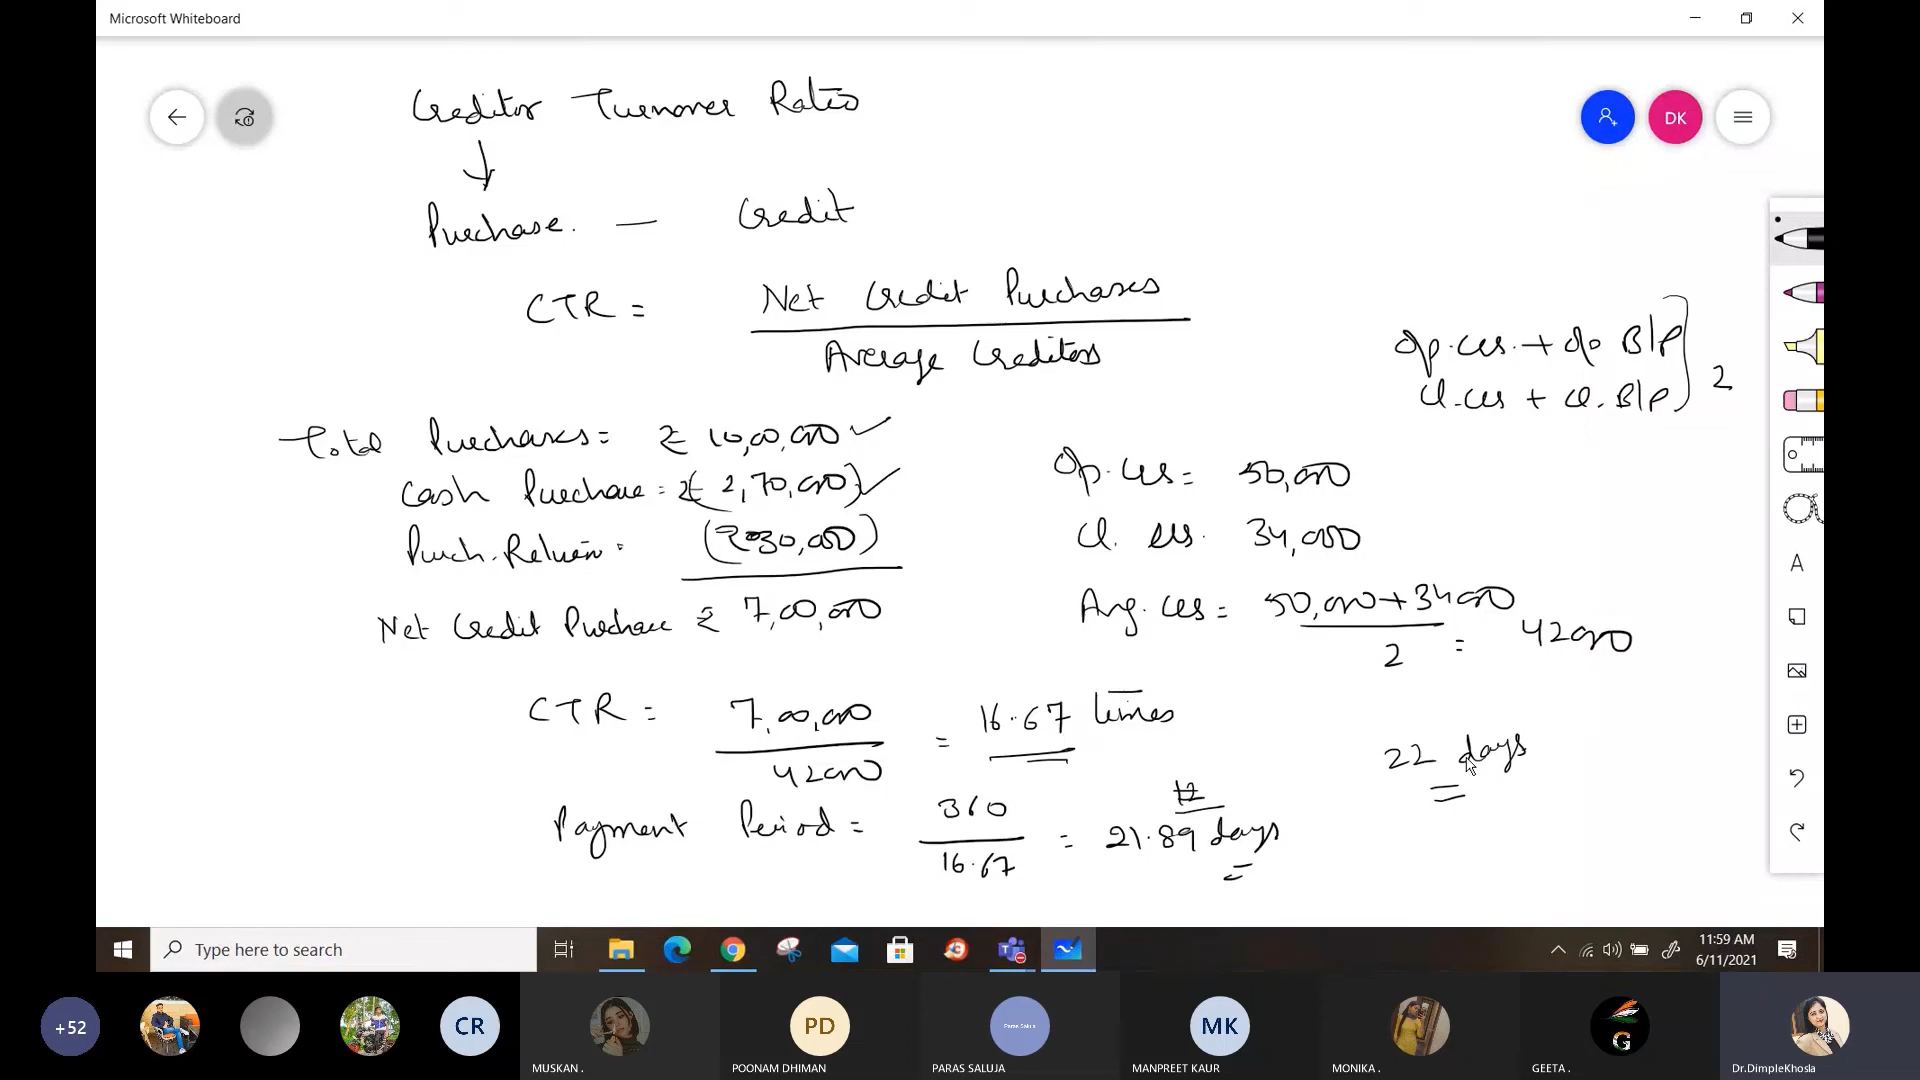 Microsoft Whiteboard
Creditor Turnover Ratio
DK
Purchase. — Credit
CTR = Net Credit Purchases
Average Creditors
Op. Crs. + Op B/P
Cl. Crs + Cl. B/P
2
Total Purchases = ₹ 10,00,000
Cash Purchase = ₹ (2,70,000)
Purch. Return = (₹ 30,000)
Net Credit Purchase ₹ 7,00,000
Op. Crs = 50,000
Cl. Crs. 34,000
Avg. Crs = 50,000 + 34000
2
= 42000
CTR = 7,00,000
42000
= 16.67 times
22 days
Payment Period = 360
16.67
12
= 21.89 days
A
Type here to search
11:59 AM
6/11/2021
+52
CR
MUSKAN .
PD
POONAM DHIMAN
Paras Saluja
PARAS SALUJA
MK
MANPREET KAUR
MONIKA .
G
GEETA .
Dr.DimpleKhosla